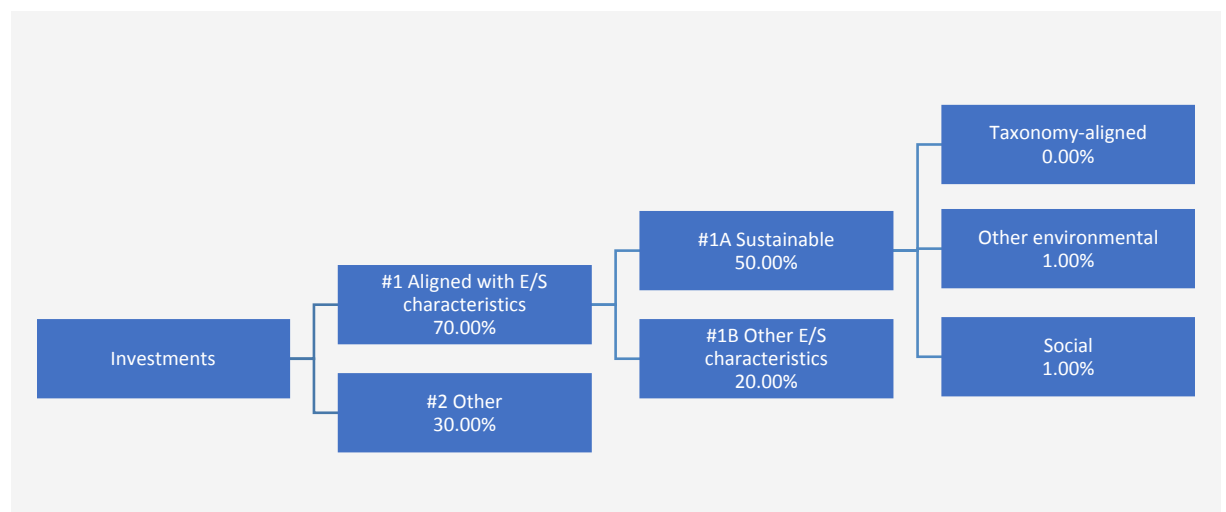 Investments
#1 Aligned with E/S
characteristics
70.00%
#2 Other
30.00%
#1A Sustainable
50.00%
#1B Other E/S
characteristics
20.00%
Taxonomy-aligned
0.00%
Other environmental
1.00%
Social
1.00%